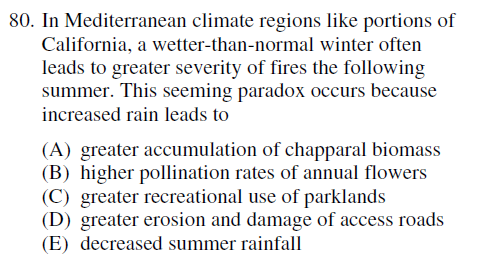 80. In Mediterranean climate regions like portions of
California, a wetter-than-normal winter often
leads to greater severity of fires the following
summer. This seeming paradox occurs because
increased rain leads to
(A) greater accumulation of chapparal biomass
(B) higher pollination rates of annual flowers
(C) greater recreational use of parklands
(D) greater erosion and damage of access roads
(E) decreased summer rainfall